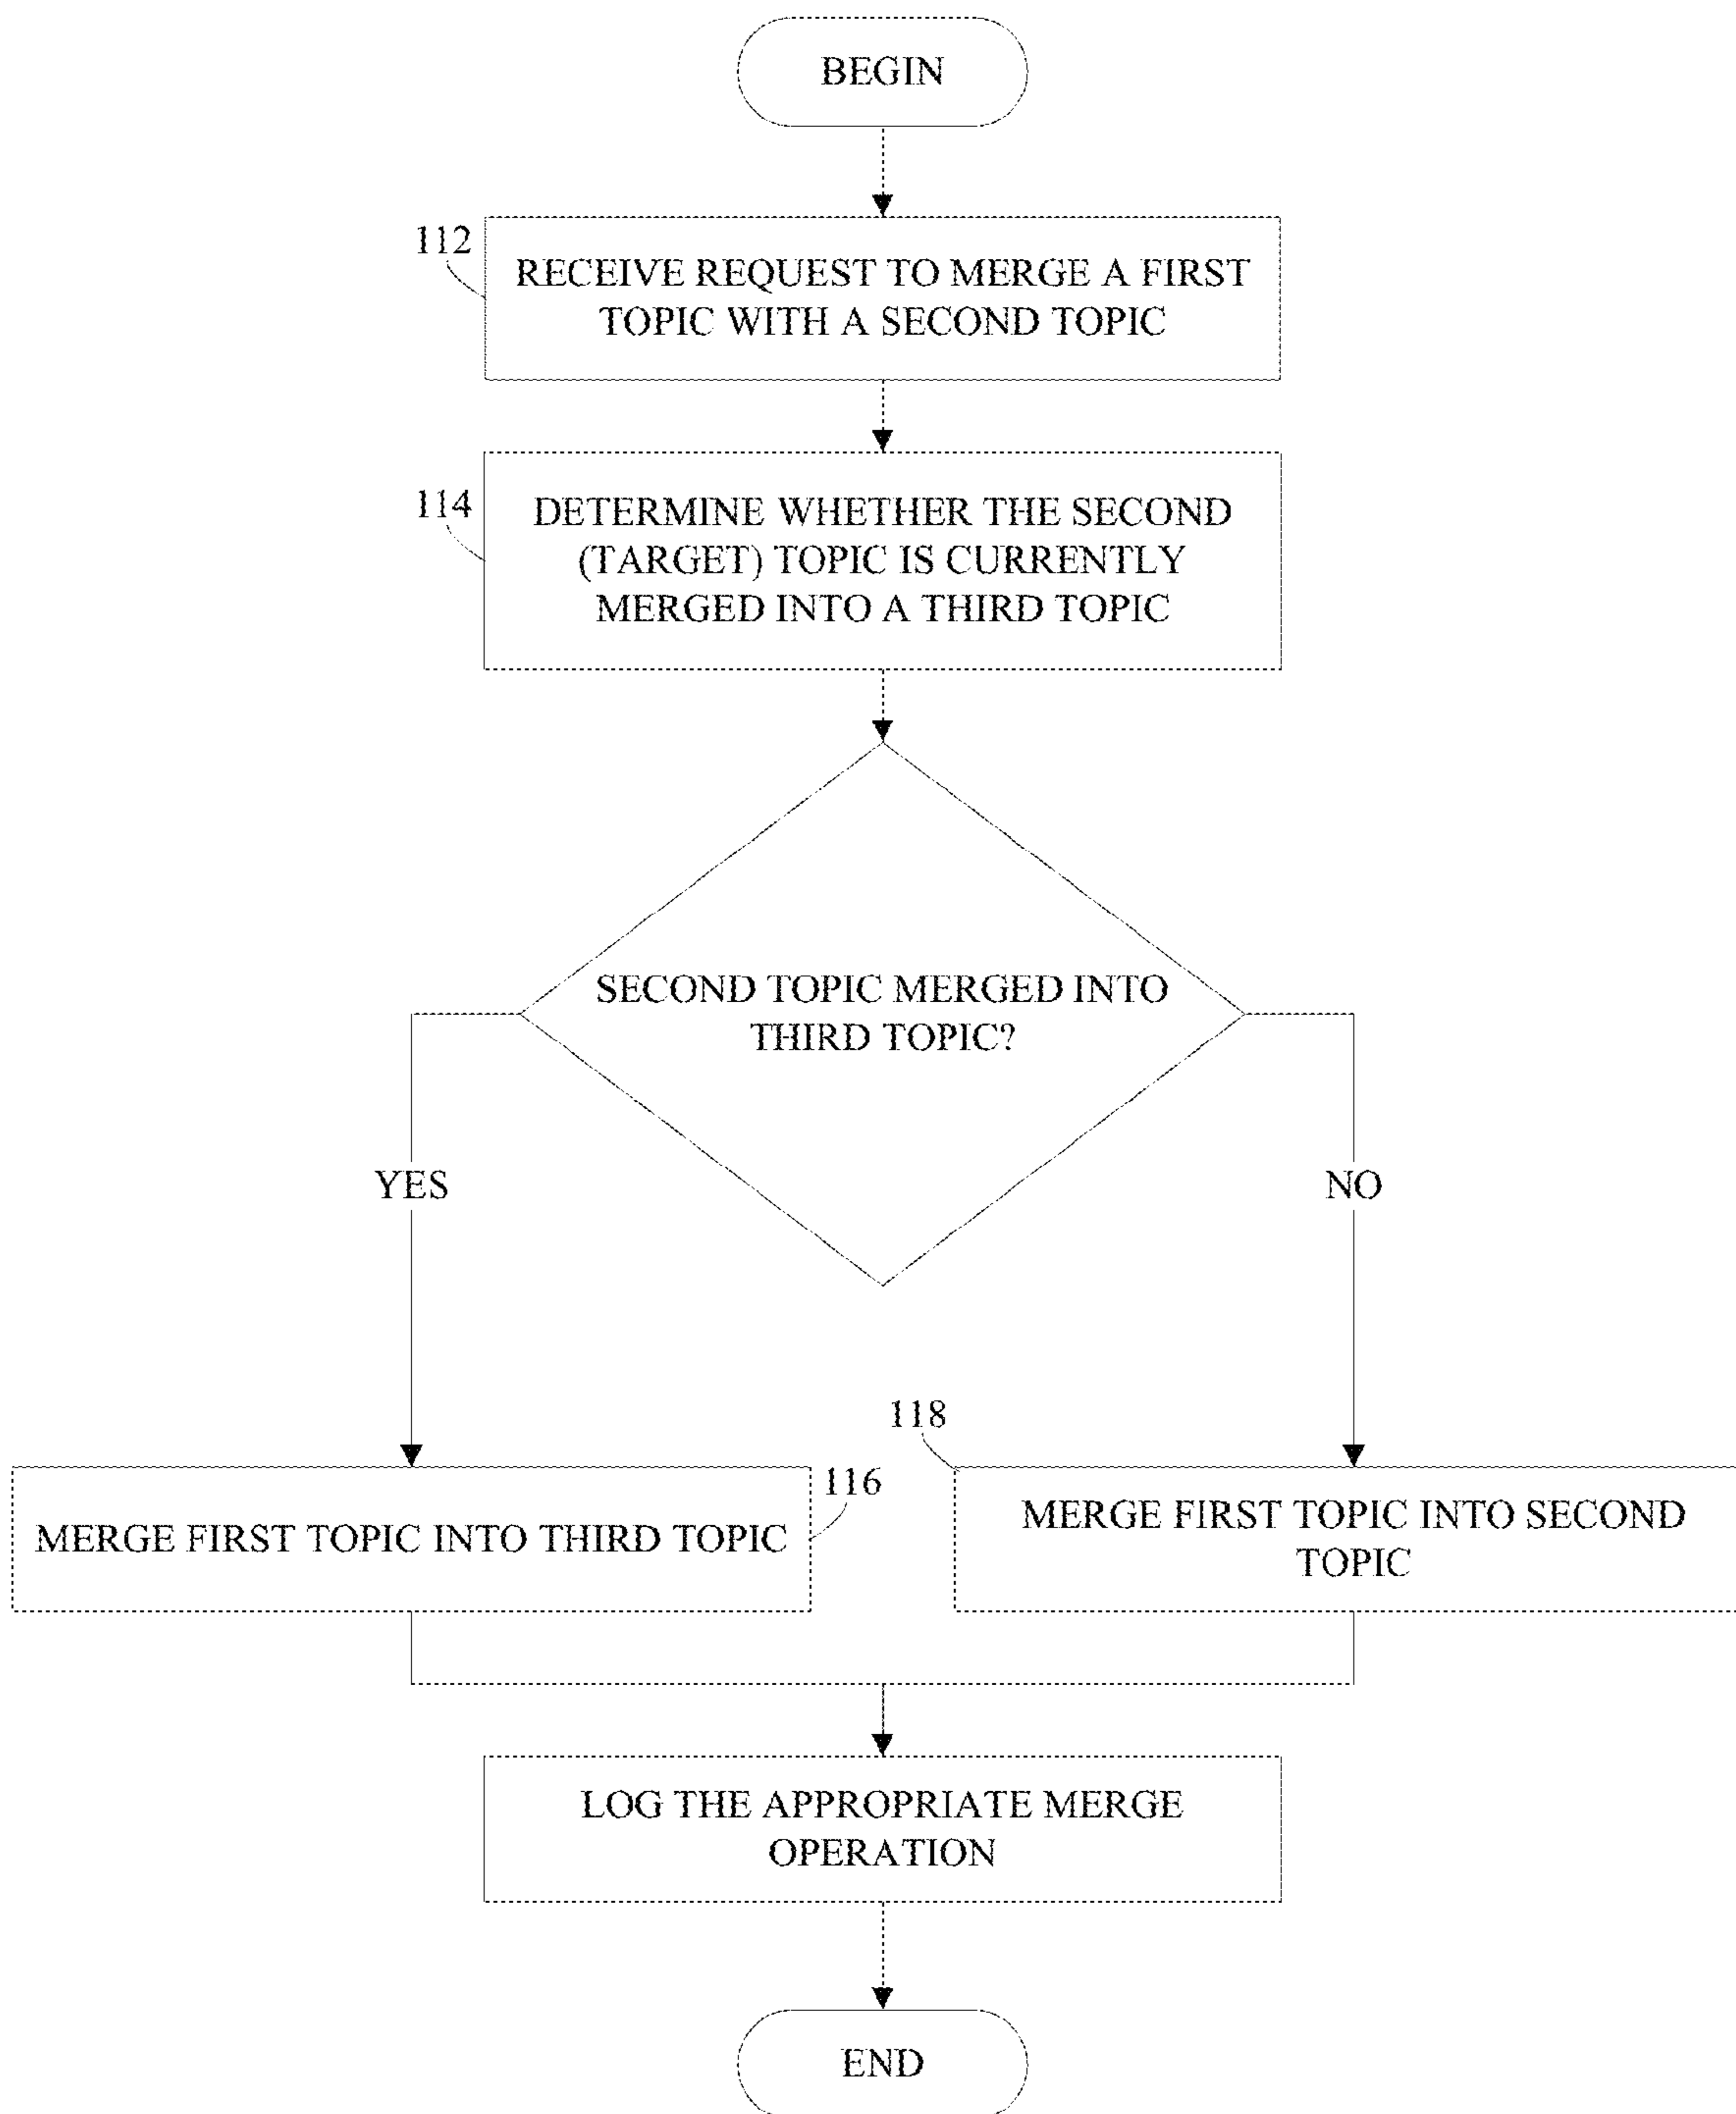 BEGIN
112
RECEIVE REQUEST TO MERGE A FIRST
TOPIC WITH A SECOND TOPIC
114
DETERMINE WHETHER THE SECOND
(TARGET) TOPIC IS CURRENTLY
MERGED INTO A THIRD TOPIC
SECOND TOPIC MERGED INTO
THIRD TOPIC?
YES
NO
116
MERGE FIRST TOPIC INTO THIRD TOPIC
118
MERGE FIRST TOPIC INTO SECOND
TOPIC
LOG THE APPROPRIATE MERGE
OPERATION
END